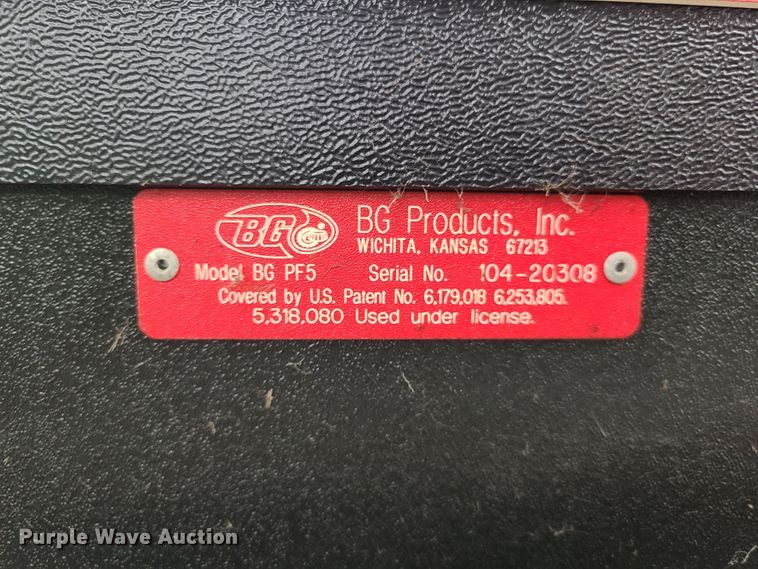 BG
BG Products, Inc.
WICHITA, KANSAS 67213
Model BG PF5 Serial No. 104-20308
Covered by U.S. Patent No. 6,179,018 6,253,805.
5,318,080 Used under license.
Purple Wave Auction